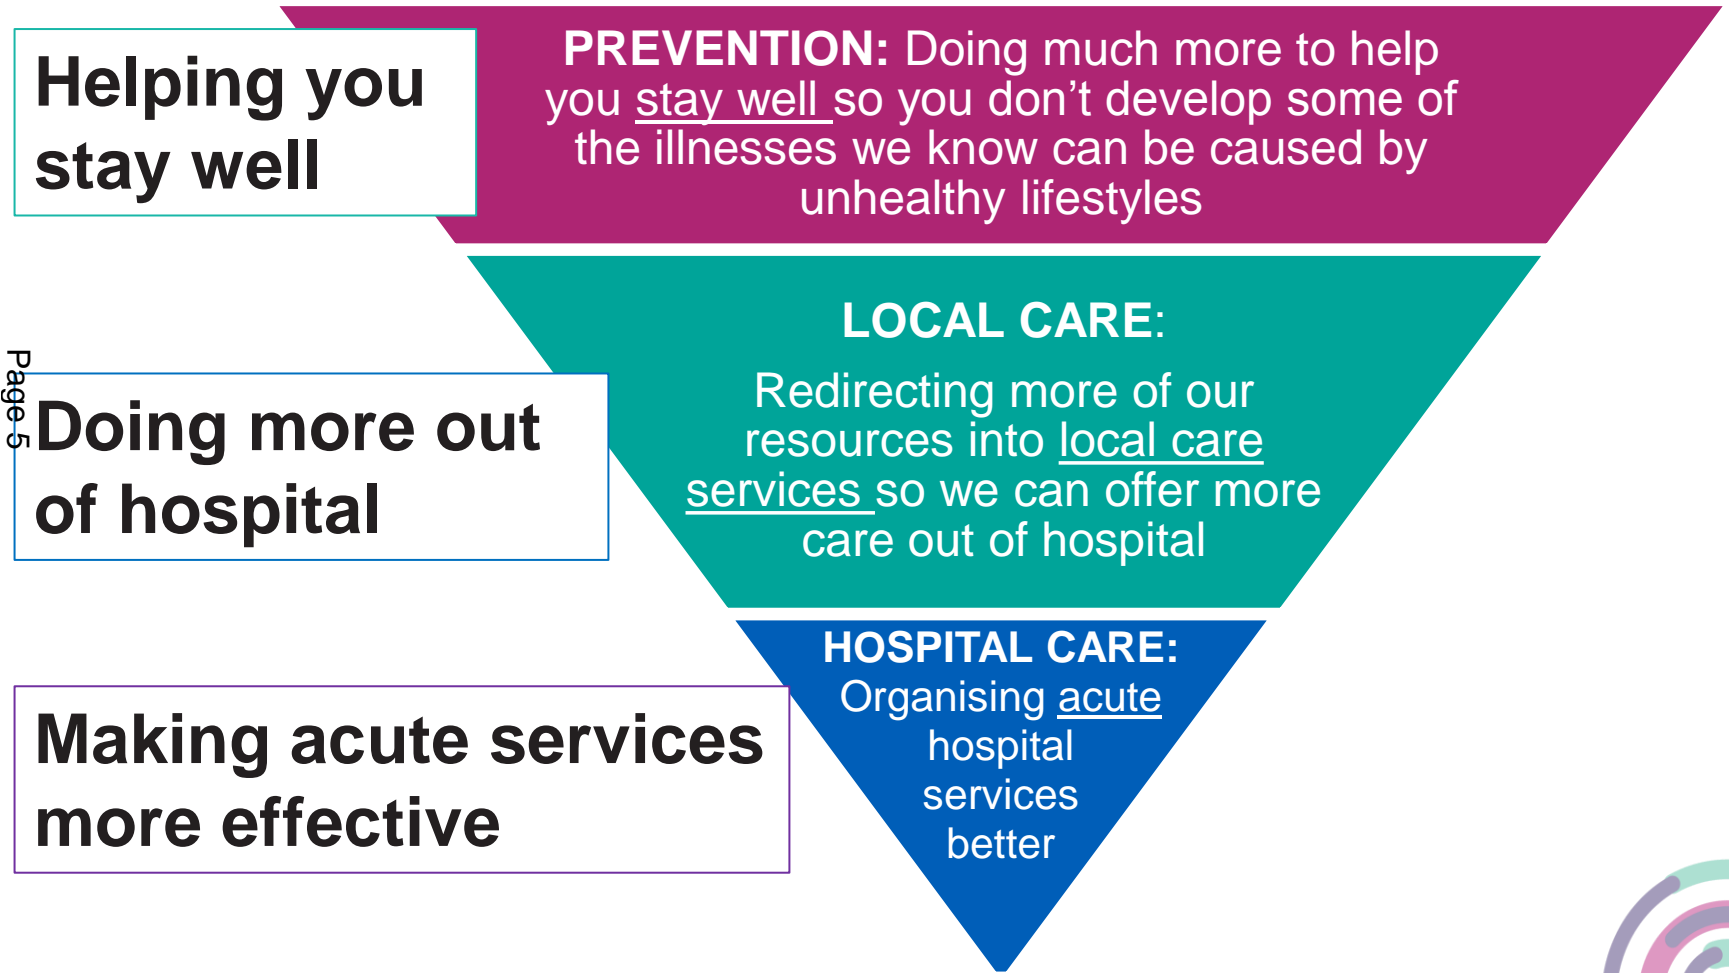 Helping you
stay well
PREVENTION: Doing much more to help
you stay well so you don’t develop some of
the illnesses we know can be caused by
unhealthy lifestyles
Page 5
Doing more out
of hospital
LOCAL CARE:
Redirecting more of our
resources into local care
services so we can offer more
care out of hospital
Making acute services
more effective
HOSPITAL CARE:
Organising acute
hospital
services
better